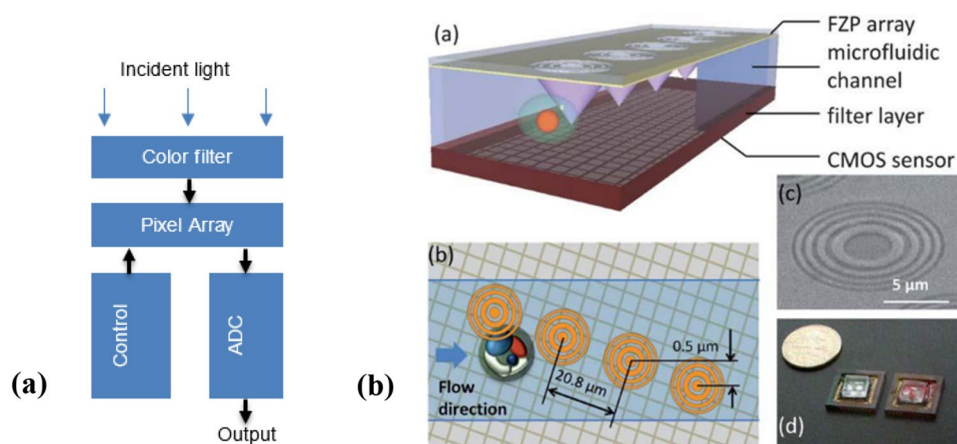 Incident light
Color filter
Pixel Array
Control
ADC
Output
(a)
(b)
(a)
FZP array
microfluidic
channel
filter layer
CMOS sensor
(b)
Flow
direction
20.8 µm
0.5 µm
(c)
5 µm
(d)